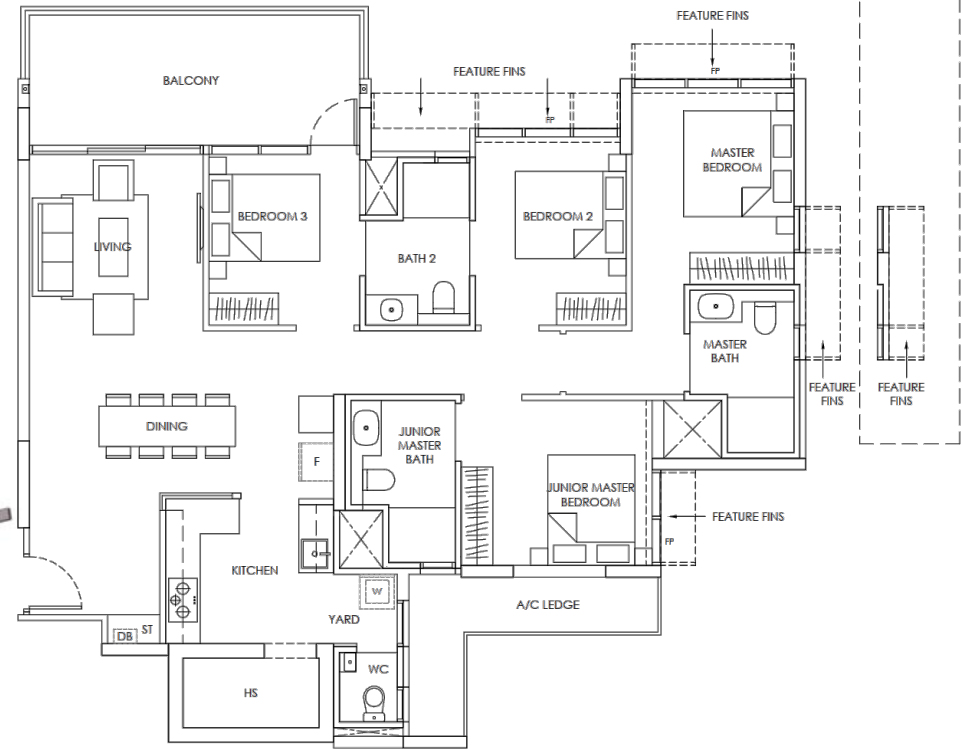 FEATURE FINS
BALCONY
FEATURE FINS
FP
FP
MASTER
BEDROOM
BEDROOM 3
BEDROOM 2
LIVING
BATH 2
MASTER
BATH
FEATURE
FINS
FEATURE
FINS
DINING
JUNIOR
MASTER
BATH
F
JUNIOR MASTER
BEDROOM
FEATURE FINS
FP
KITCHEN
W
A/C LEDGE
YARD
ST
DB
WC
HS